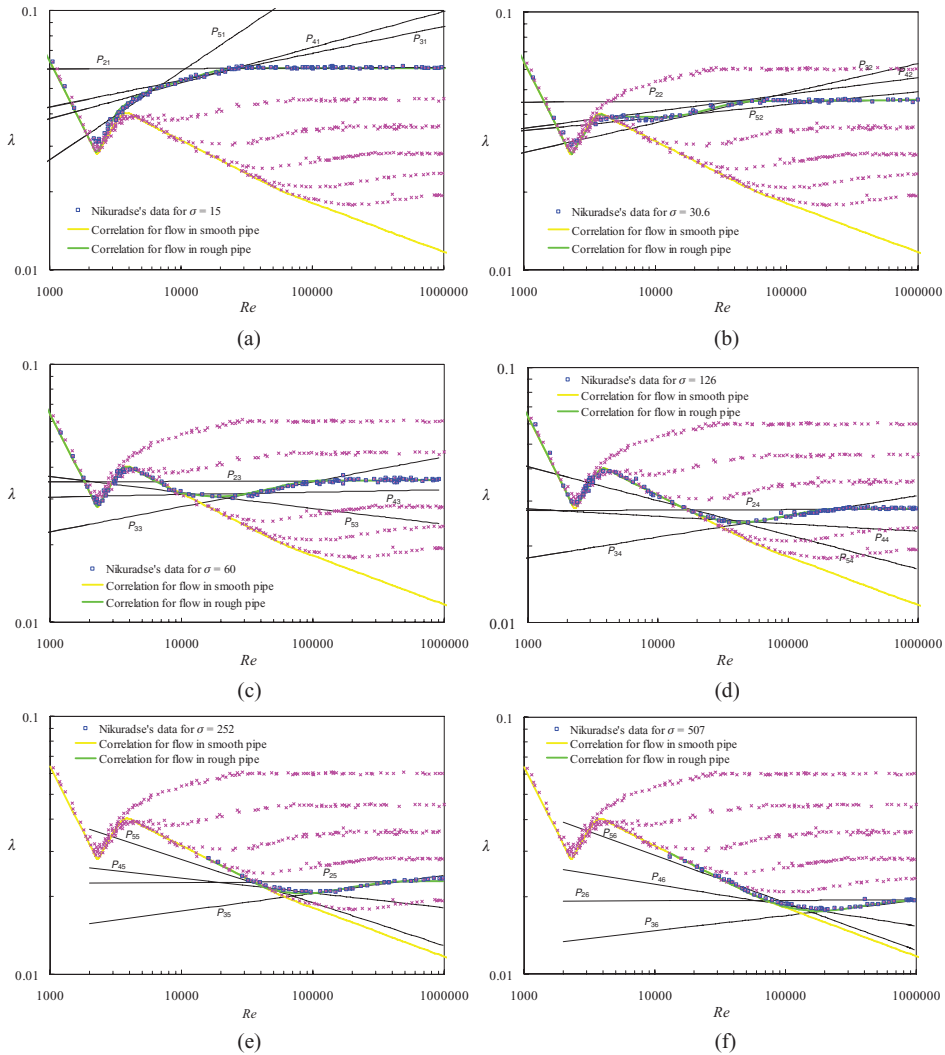 0.1
P51
P41
P31
P21
λ
Nikuradse's data for σ = 15
Correlation for flow in smooth pipe
Correlation for flow in rough pipe
0.01
1000 10000 100000 1000000
Re
(a)
0.1
P32
P42
P22
P52
λ
Nikuradse's data for σ = 30.6
Correlation for flow in smooth pipe
Correlation for flow in rough pipe
0.01
1000 10000 100000 1000000
Re
(b)
0.1
λ
P23
P43
P33
P53
Nikuradse's data for σ = 60
Correlation for flow in smooth pipe
Correlation for flow in rough pipe
0.01
1000 10000 100000 1000000
Re
(c)
0.1
Nikuradse's data for σ = 126
Correlation for flow in smooth pipe
Correlation for flow in rough pipe
λ
P24
P44
P34
P54
0.01
1000 10000 100000 1000000
Re
(d)
0.1
Nikuradse's data for σ = 252
Correlation for flow in smooth pipe
Correlation for flow in rough pipe
λ
P55
P45
P25
P35
0.01
1000 10000 100000 1000000
Re
(e)
0.1
Nikuradse's data for σ = 507
Correlation for flow in smooth pipe
Correlation for flow in rough pipe
λ
P56
P46
P26
P36
0.01
1000 10000 100000 1000000
Re
(f)